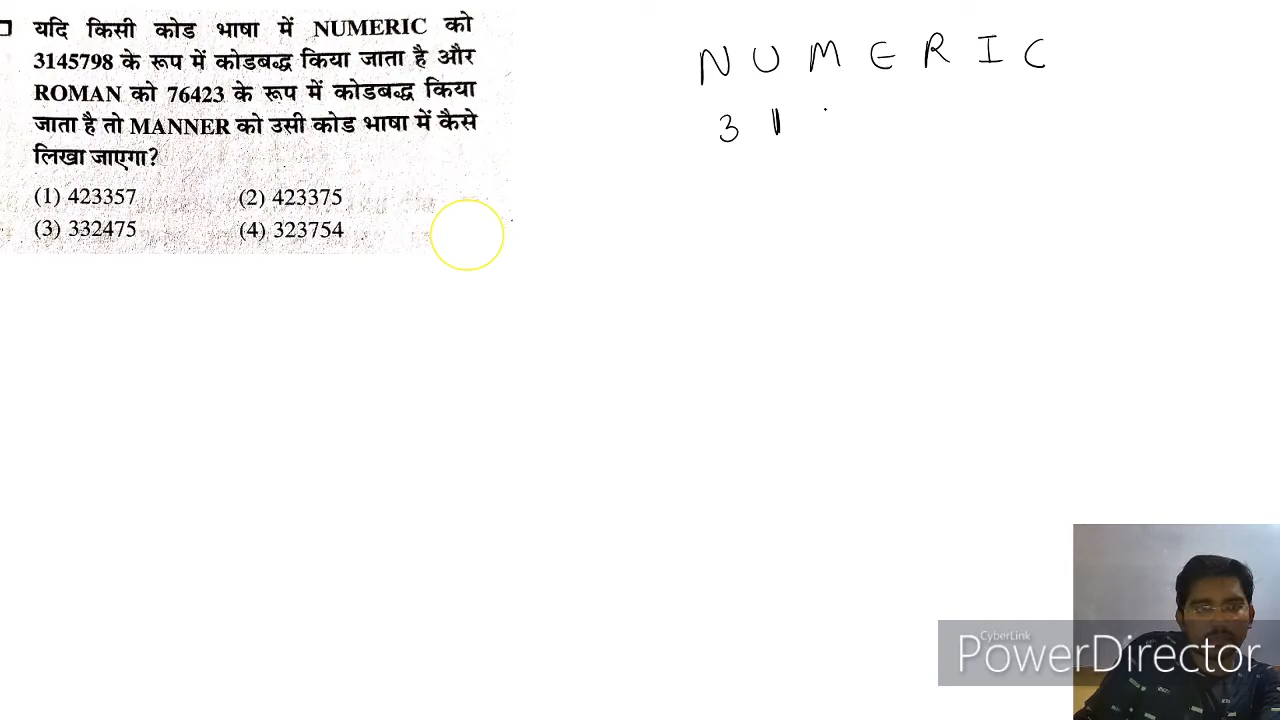 यदि किसी कोड भाषा में NUMERIC को
3145798 के रूप में कोडबद्ध किया जाता है और
ROMAN को 76423 के रूप में कोडबद्ध किया
जाता है तो MANNER को उसी कोड भाषा में कैसे
लिखा जाएगा?
(1) 423357 (2) 423375
(3) 332475 (4) 323754
N U M E R I C
3 1
CyberLink
PowerDirector